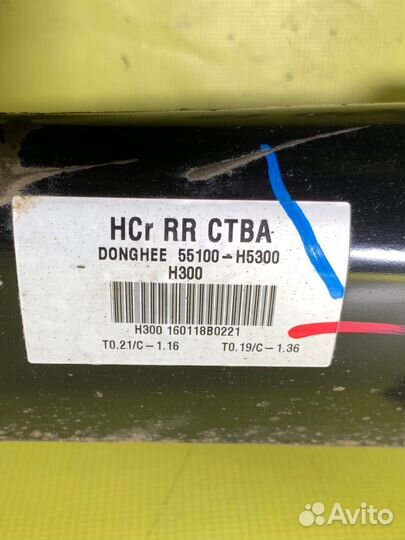 HCr RR CTBA
DONGHEE 55100-H5300
H300
H300 160118B0221
T0.21/C-1.16 T0.19/C-1.36
Avito